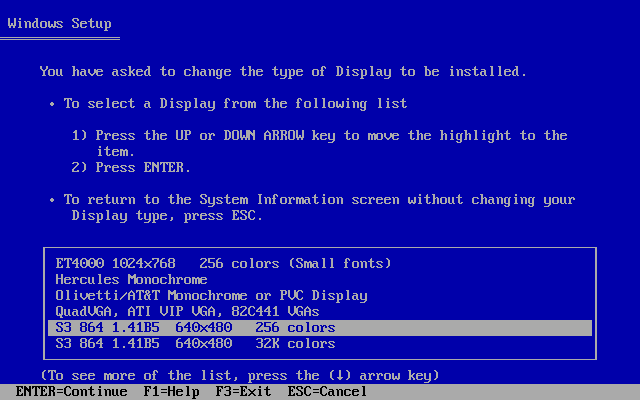 Windows Setup
You have asked to change the type of Display to be installed.
• To select a Display from the following list
1) Press the UP or DOWN ARROW key to move the highlight to the
item.
2) Press ENTER.
• To return to the System Information screen without changing your
Display type, press ESC.
ET4000 1024x768   256 colors (Small fonts)
Hercules Monochrome
Olivetti/AT&T Monochrome or PVC Display
QuadVGA, ATI VIP VGA, 82C441 VGAs
S3 864 1.41B5  640x480   256 colors
S3 864 1.41B5  640x480   32K colors
(To see more of the list, press the (↓) arrow key)
ENTER=Continue  F1=Help  F3=Exit  ESC=Cancel